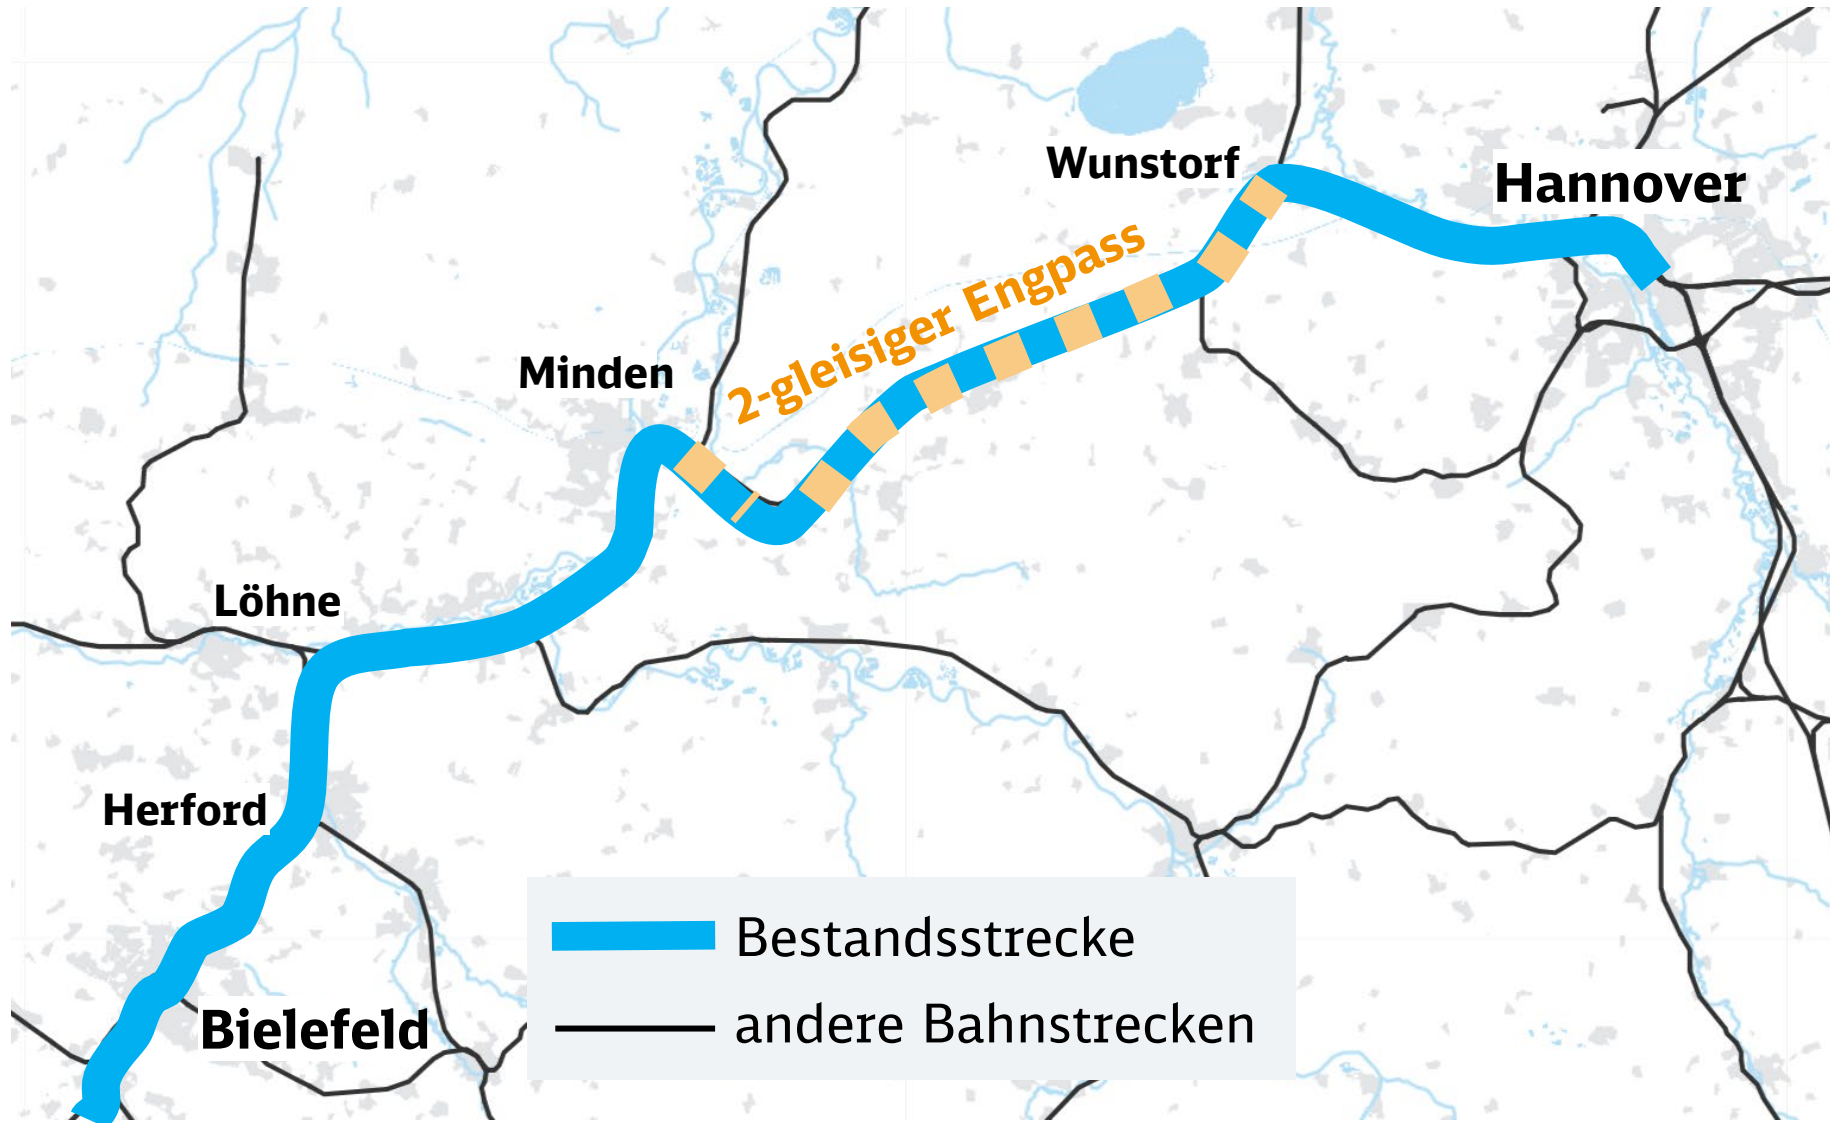 Wunstorf
Hannover
2-gleisiger Engpass
Minden
Löhne
Herford
Bielefeld
Bestandsstrecke
andere Bahnstrecken